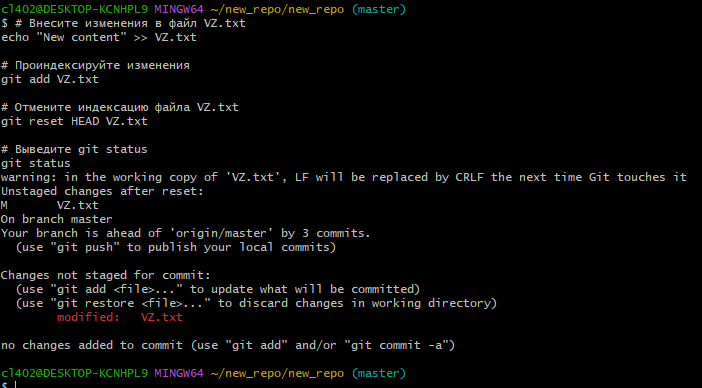 cl402@DESKTOP-KCNHPL9 MINGW64 ~/new_repo/new_repo (master)
$ # Внесите изменения в файл VZ.txt
echo "New content" >> VZ.txt
# Проиндексируйте изменения
git add VZ.txt
# Отмените индексацию файла VZ.txt
git reset HEAD VZ.txt
# Выведите git status
git status
warning: in the working copy of 'VZ.txt', LF will be replaced by CRLF the next time Git touches it
Unstaged changes after reset:
M       VZ.txt
On branch master
Your branch is ahead of 'origin/master' by 3 commits.
  (use "git push" to publish your local commits)
Changes not staged for commit:
  (use "git add <file>..." to update what will be committed)
  (use "git restore <file>..." to discard changes in working directory)
        modified:   VZ.txt
no changes added to commit (use "git add" and/or "git commit -a")
cl402@DESKTOP-KCNHPL9 MINGW64 ~/new_repo/new_repo (master)
$